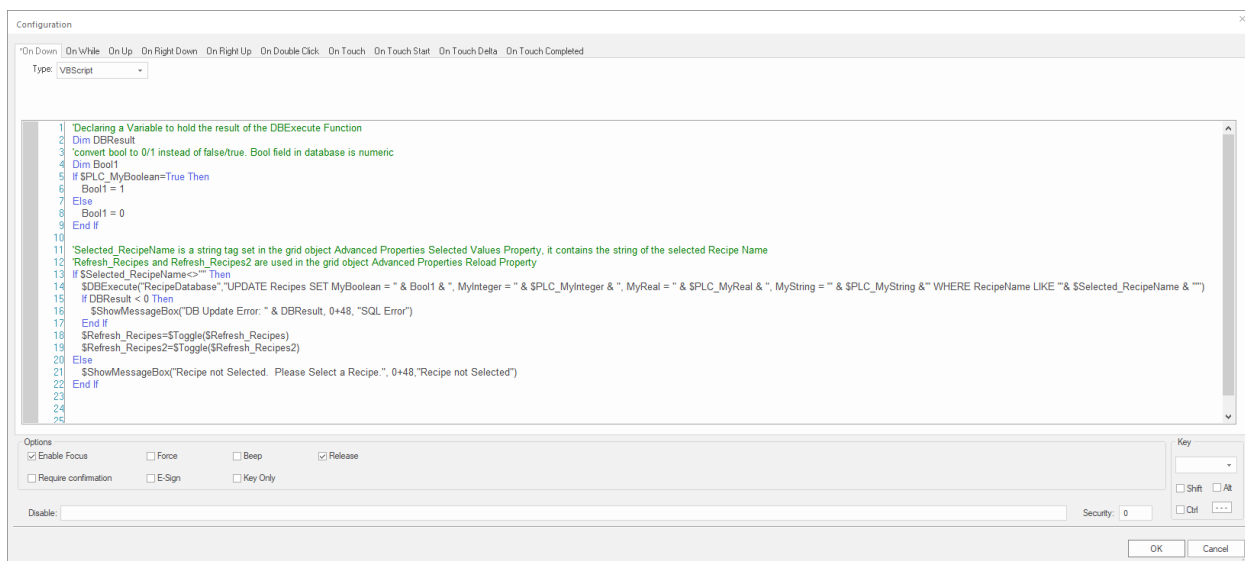 Configuration
*On Down On While On Up On Right Down On Right Up On Double Click On Touch On Touch Start On Touch Delta On Touch Completed
Type: VBScript
1 'Declaring a Variable to hold the result of the DBExecute Function
2 Dim DBResult
3 'convert bool to 0/1 instead of false/true. Bool field in database is numeric
4 Dim Bool1
5 If $PLC_MyBoolean=True Then
6 Bool1 = 1
7 Else
8 Bool1 = 0
9 End If
10
11 'Selected_RecipeName is a string tag set in the grid object Advanced Properties Selected Values Property, it contains the string of the selected Recipe Name
12 'Refresh_Recipes and Refresh_Recipes2 are used in the grid object Advanced Properties Reload Property
13 If $Selected_RecipeName<>"" Then
14 $DBExecute("RecipeDatabase","UPDATE Recipes SET MyBoolean = " & Bool1 & ", MyInteger = " & $PLC_MyInteger & ", MyReal = " & $PLC_MyReal & ", MyString = '" & $PLC_MyString &"' WHERE RecipeName LIKE '"& $Selected_RecipeName & "'")
15 If DBResult < 0 Then
16 $ShowMessageBox("DB Update Error: " & DBResult, 0+48, "SQL Error")
17 End If
18 $Refresh_Recipes=$Toggle($Refresh_Recipes)
19 $Refresh_Recipes2=$Toggle($Refresh_Recipes2)
20 Else
21 $ShowMessageBox("Recipe not Selected.  Please Select a Recipe.", 0+48,"Recipe not Selected")
22 End If
23
24
25
Options
Enable Focus Force Beep Release
Require confirmation E-Sign Key Only
Key
Shift Alt
Ctrl ...
Disable: Security: 0
OK Cancel